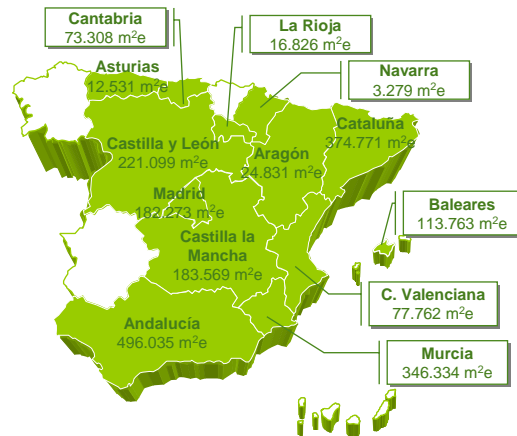 Cantabria
73.308 m²e
La Rioja
16.826 m²e
Asturias
12.531 m²e
Navarra
3.279 m²e
Castilla y León
221.099 m²e
Aragón
24.831 m²e
Cataluña
374.771 m²e
Madrid
182.273 m²e
Baleares
113.763 m²e
Castilla la
Mancha
183.569 m²e
C. Valenciana
77.762 m²e
Andalucía
496.035 m²e
Murcia
346.334 m²e